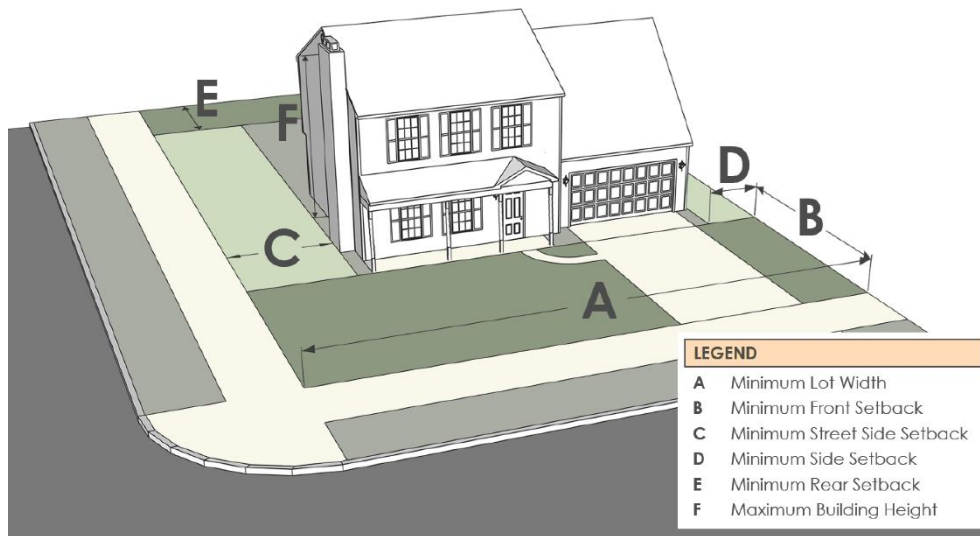 E
F
D
B
C
A
LEGEND
A Minimum Lot Width
B Minimum Front Setback
C Minimum Street Side Setback
D Minimum Side Setback
E Minimum Rear Setback
F Maximum Building Height